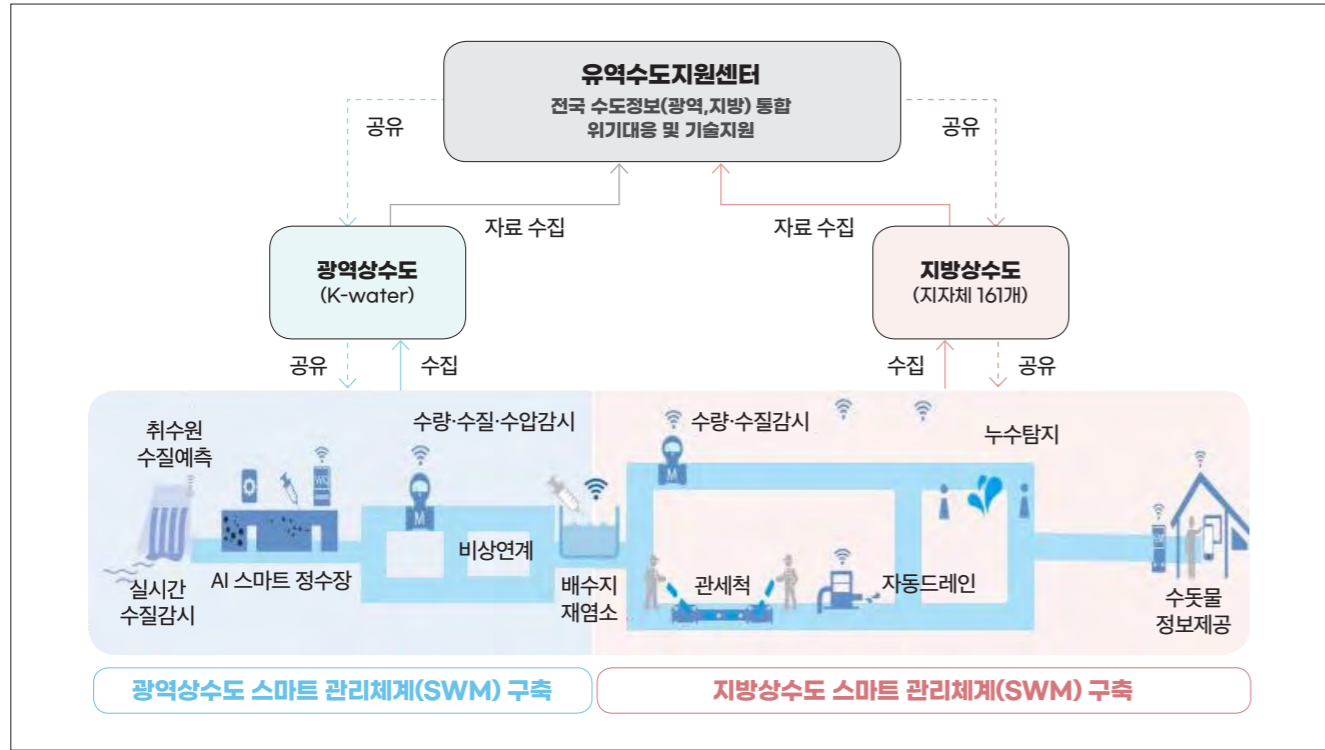 유역수도지원센터
전국 수도정보(광역,지방) 통합
위기대응 및 기술지원
공유
공유
자료 수집
자료 수집
광역상수도
(K-water)
지방상수도
(지자체 161개)
공유
수집
수집
공유
취수원
수질예측
수량·수질·수압감시
수량·수질감시
누수탐지
WQ
M
M
비상연계
실시간
수질감시
AI 스마트 정수장
배수지
재염소
관세척
자동드레인
수돗물
정보제공
광역상수도 스마트 관리체계(SWM) 구축
지방상수도 스마트 관리체계(SWM) 구축